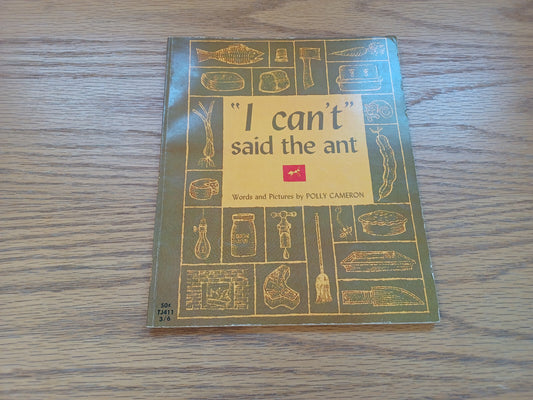 "I can't"
said the ant
Words and Pictures by POLLY CAMERON
50¢
TJ411
3/6